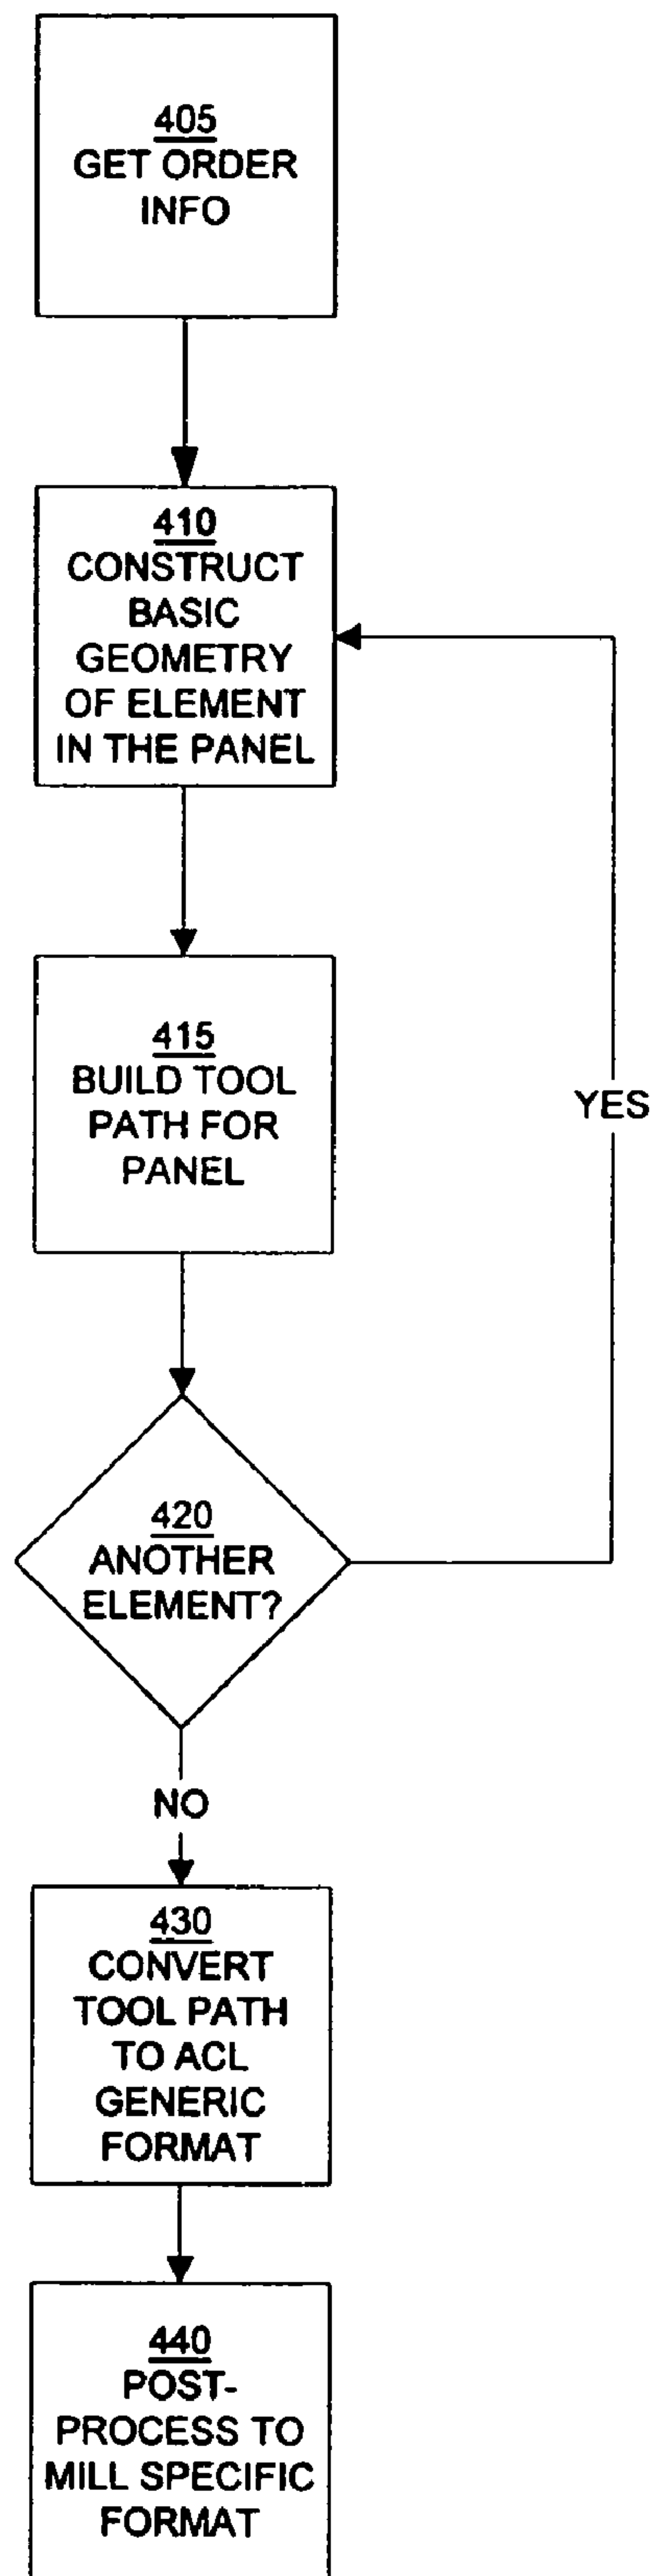 405
GET ORDER
INFO
410
CONSTRUCT
BASIC
GEOMETRY
OF ELEMENT
IN THE PANEL
415
BUILD TOOL
PATH FOR
PANEL
YES
420
ANOTHER
ELEMENT?
NO
430
CONVERT
TOOL PATH
TO ACL
GENERIC
FORMAT
440
POST-
PROCESS TO
MILL SPECIFIC
FORMAT